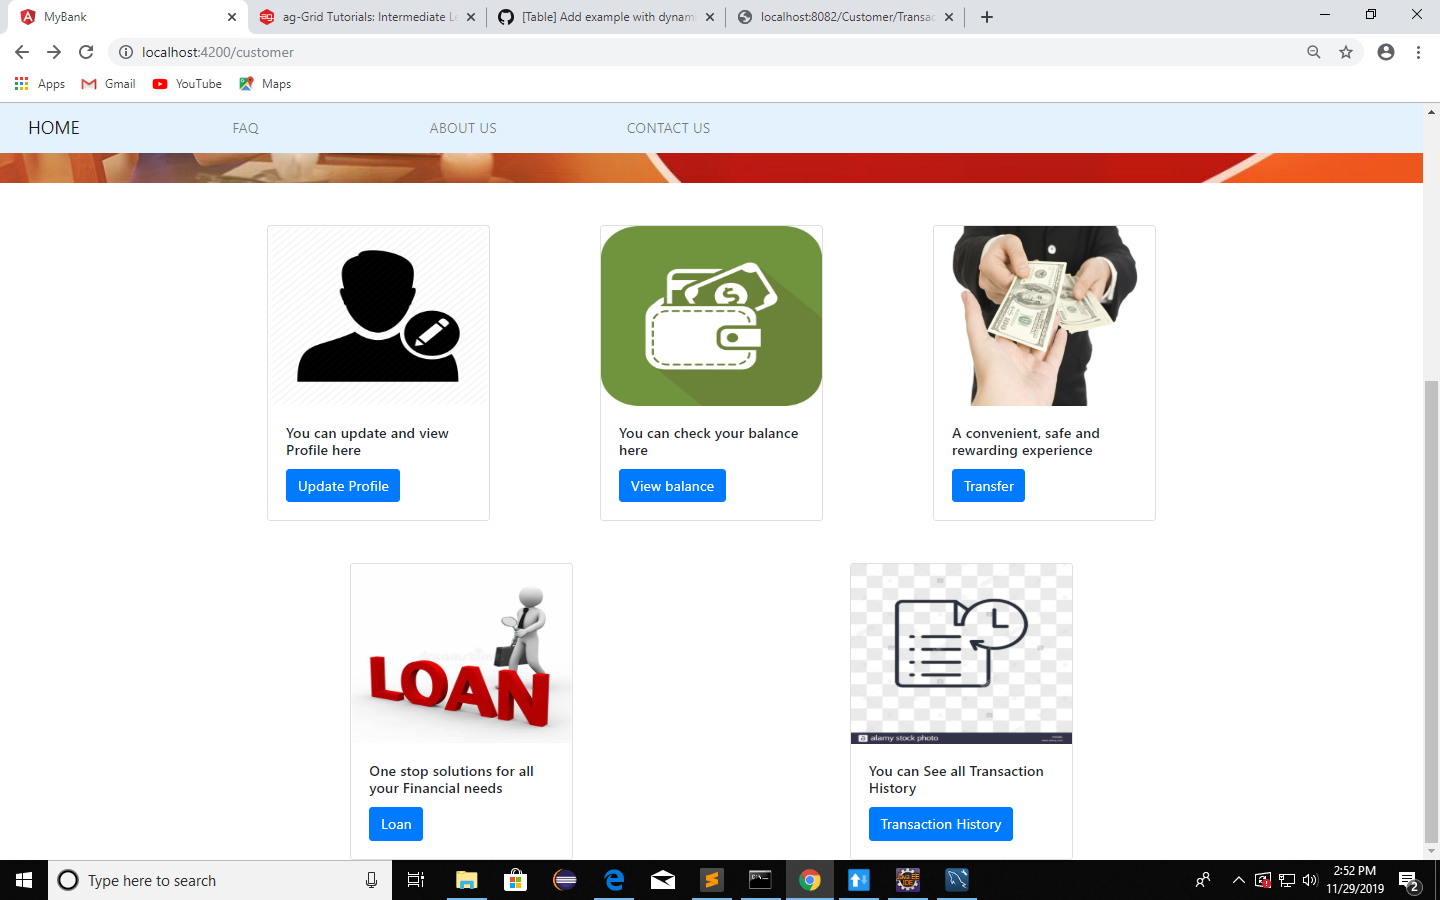 MyBank
ag-Grid Tutorials: Intermediate Le
[Table] Add example with dynam
localhost:8082/Customer/Transac
localhost:4200/customer
Apps
Gmail
YouTube
Maps
HOME
FAQ
ABOUT US
CONTACT US
You can update and view
Profile here
Update Profile
You can check your balance
here
View balance
A convenient, safe and
rewarding experience
Transfer
LOAN
One stop solutions for all
your Financial needs
Loan
a alamy stock photo
You can See all Transaction
History
Transaction History
Type here to search
2:52 PM
11/29/2019
2